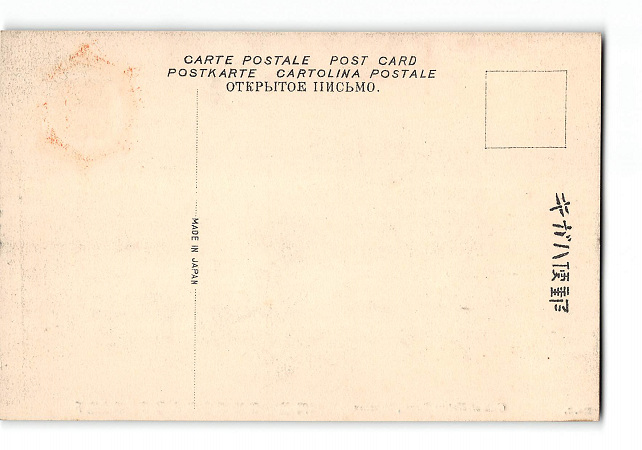 CARTE POSTALE POST CARD
POSTKARTE CARTOLINA POSTALE
ОТКРЫТОЕ ПИСЬМО.
MADE IN JAPAN
キガハ便郵